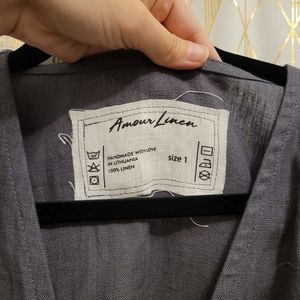 Amour Linen
HANDMADE WITH LOVE
IN LITHUANIA
100% LINEN
size 1